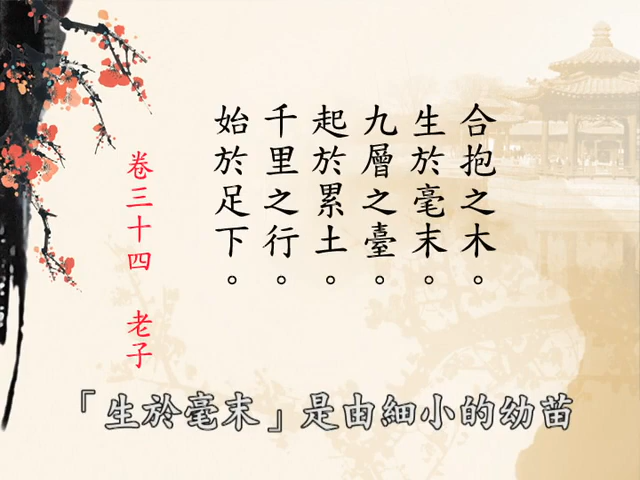 合抱之木。
生於毫末。
九層之臺。
起於累土。
千里之行。
始於足下。
卷三十四 老子
「生於毫末」是由細小的幼苗